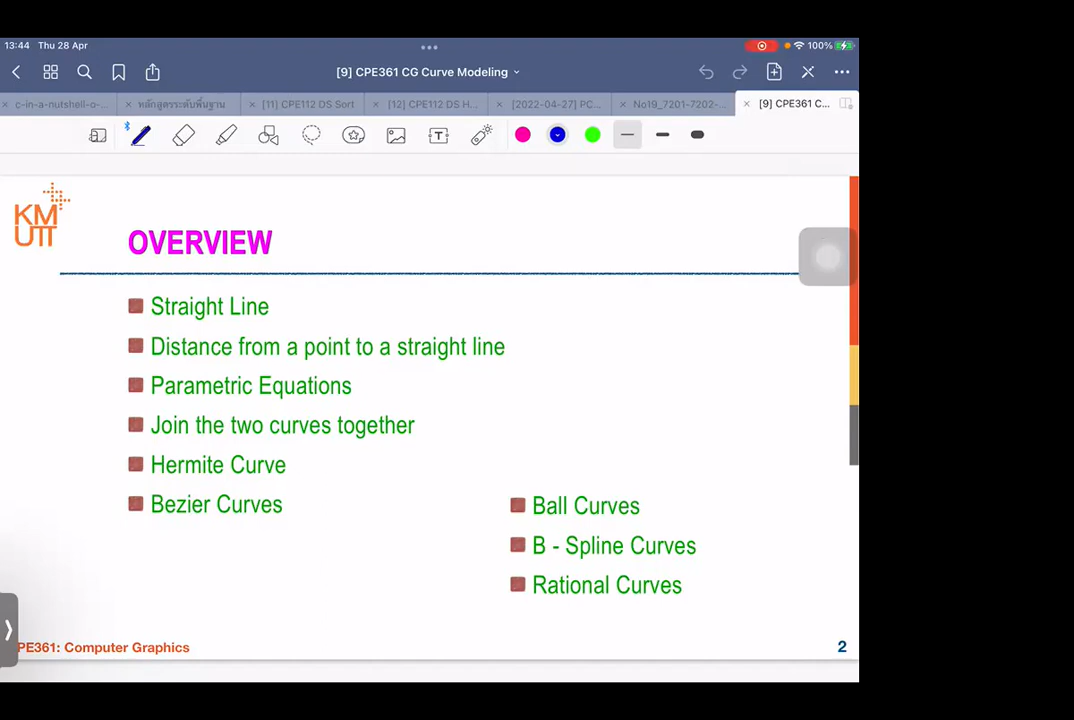 13:44 Thu 28 Apr
100%
[9] CPE361 CG Curve Modeling
c-in-a-nutshell-o-...
หลักสูตรระดับพื้นฐาน
[11] CPE112 DS Sort
[12] CPE112 DS H...
[2022-04-27] PC...
No19_7201-7202-...
[9] CPE361 C...
T
KM
UTT
OVERVIEW
Straight Line
Distance from a point to a straight line
Parametric Equations
Join the two curves together
Hermite Curve
Bezier Curves
Ball Curves
B - Spline Curves
Rational Curves
PE361: Computer Graphics
2